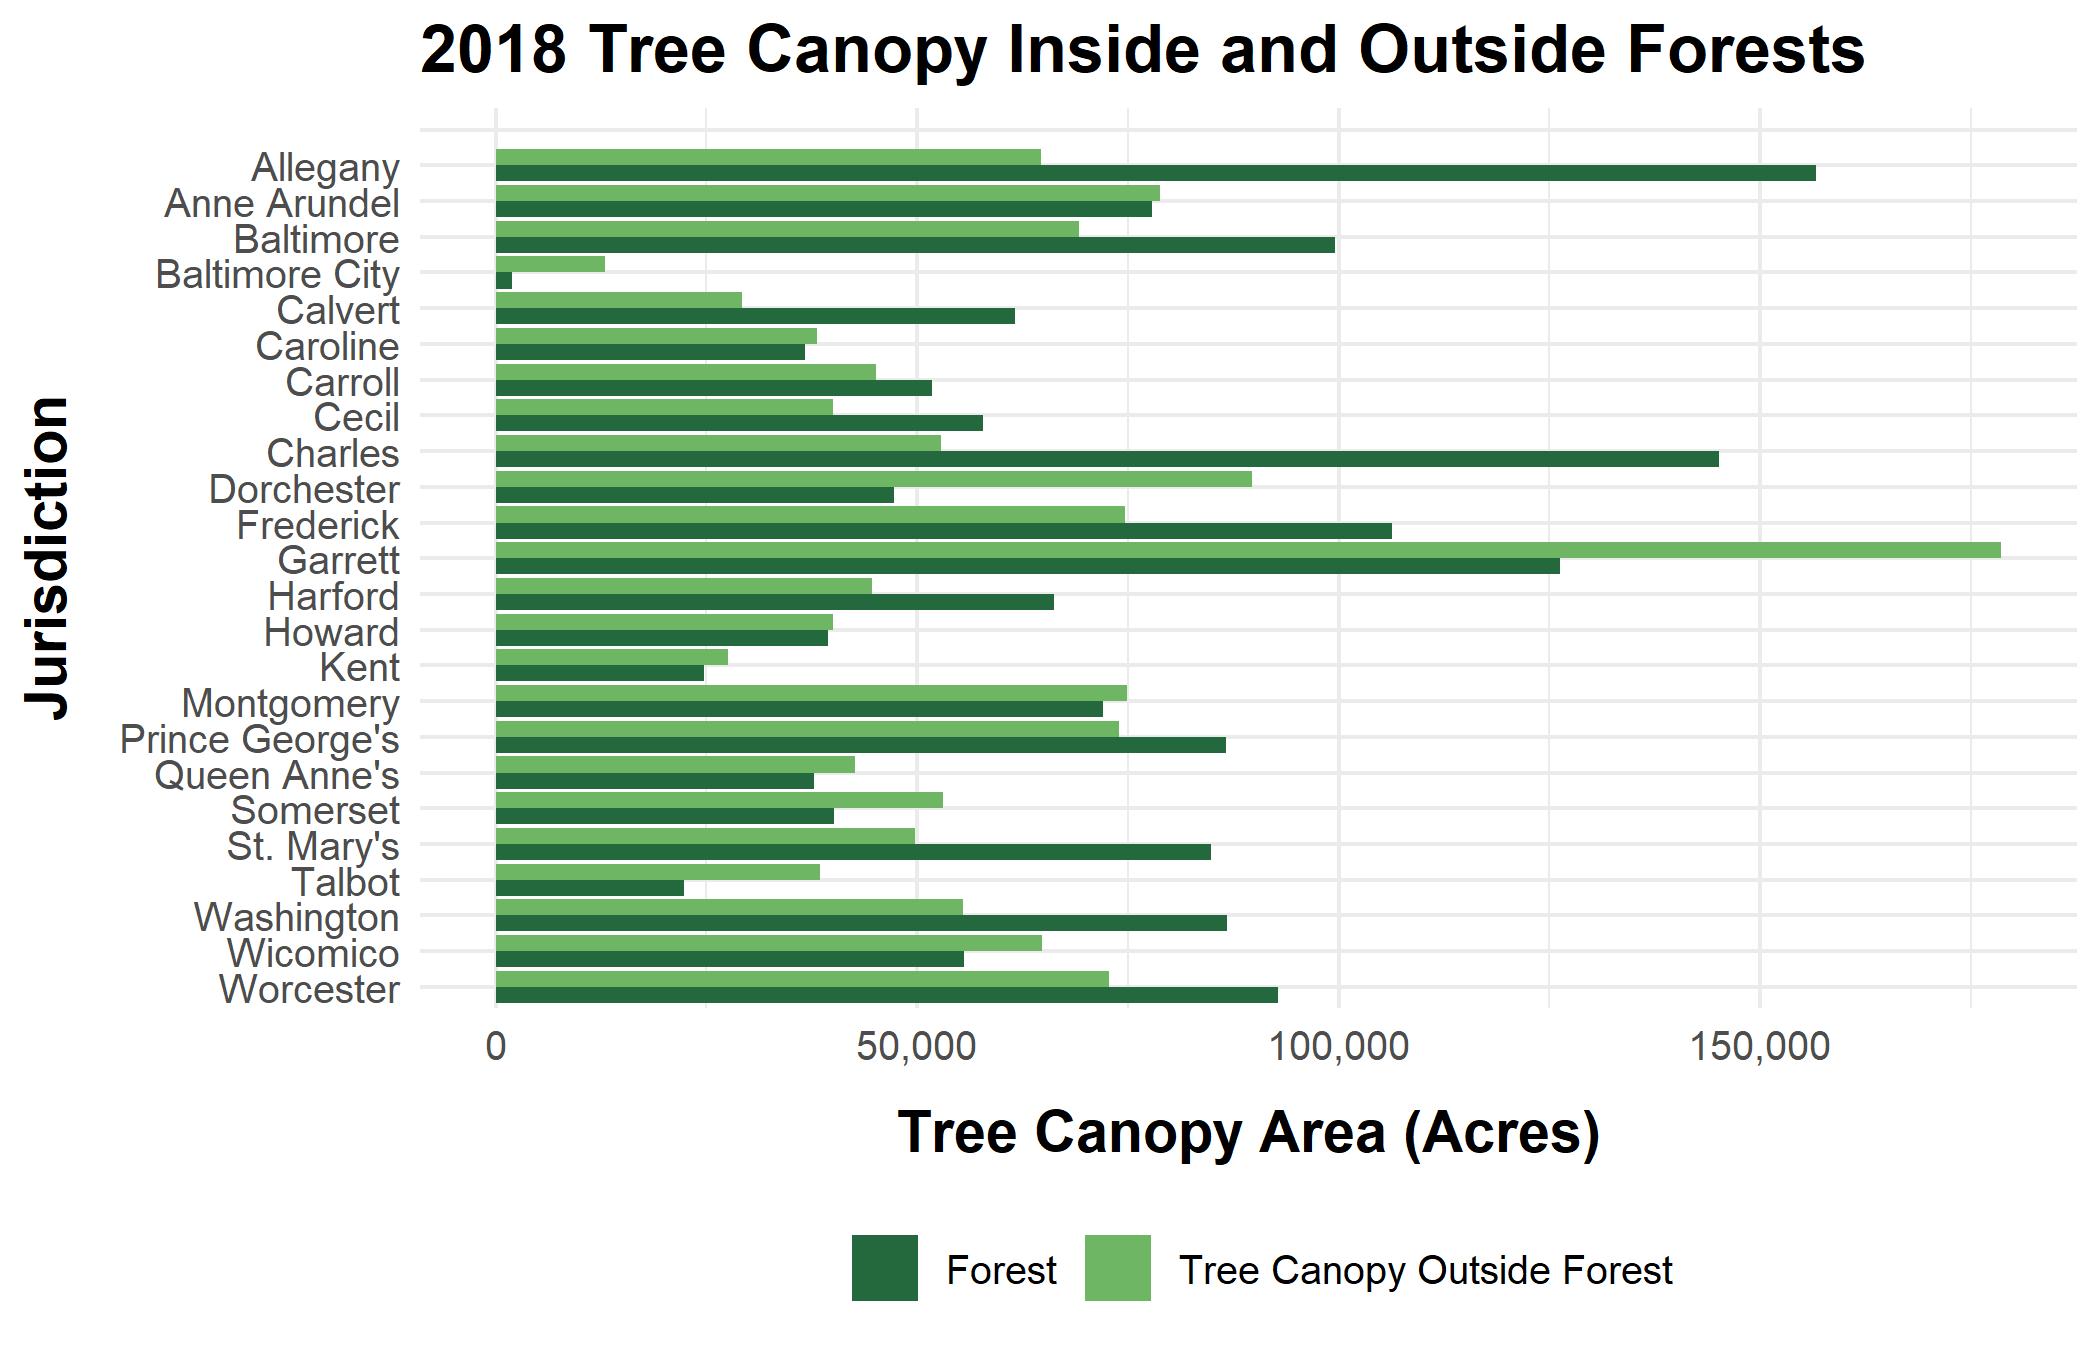 2018 Tree Canopy Inside and Outside Forests
Jurisdiction
Allegany
Anne Arundel
Baltimore
Baltimore City
Calvert
Caroline
Carroll
Cecil
Charles
Dorchester
Frederick
Garrett
Harford
Howard
Kent
Montgomery
Prince George's
Queen Anne's
Somerset
St. Mary's
Talbot
Washington
Wicomico
Worcester
0 50,000 100,000 150,000
Tree Canopy Area (Acres)
Forest Tree Canopy Outside Forest